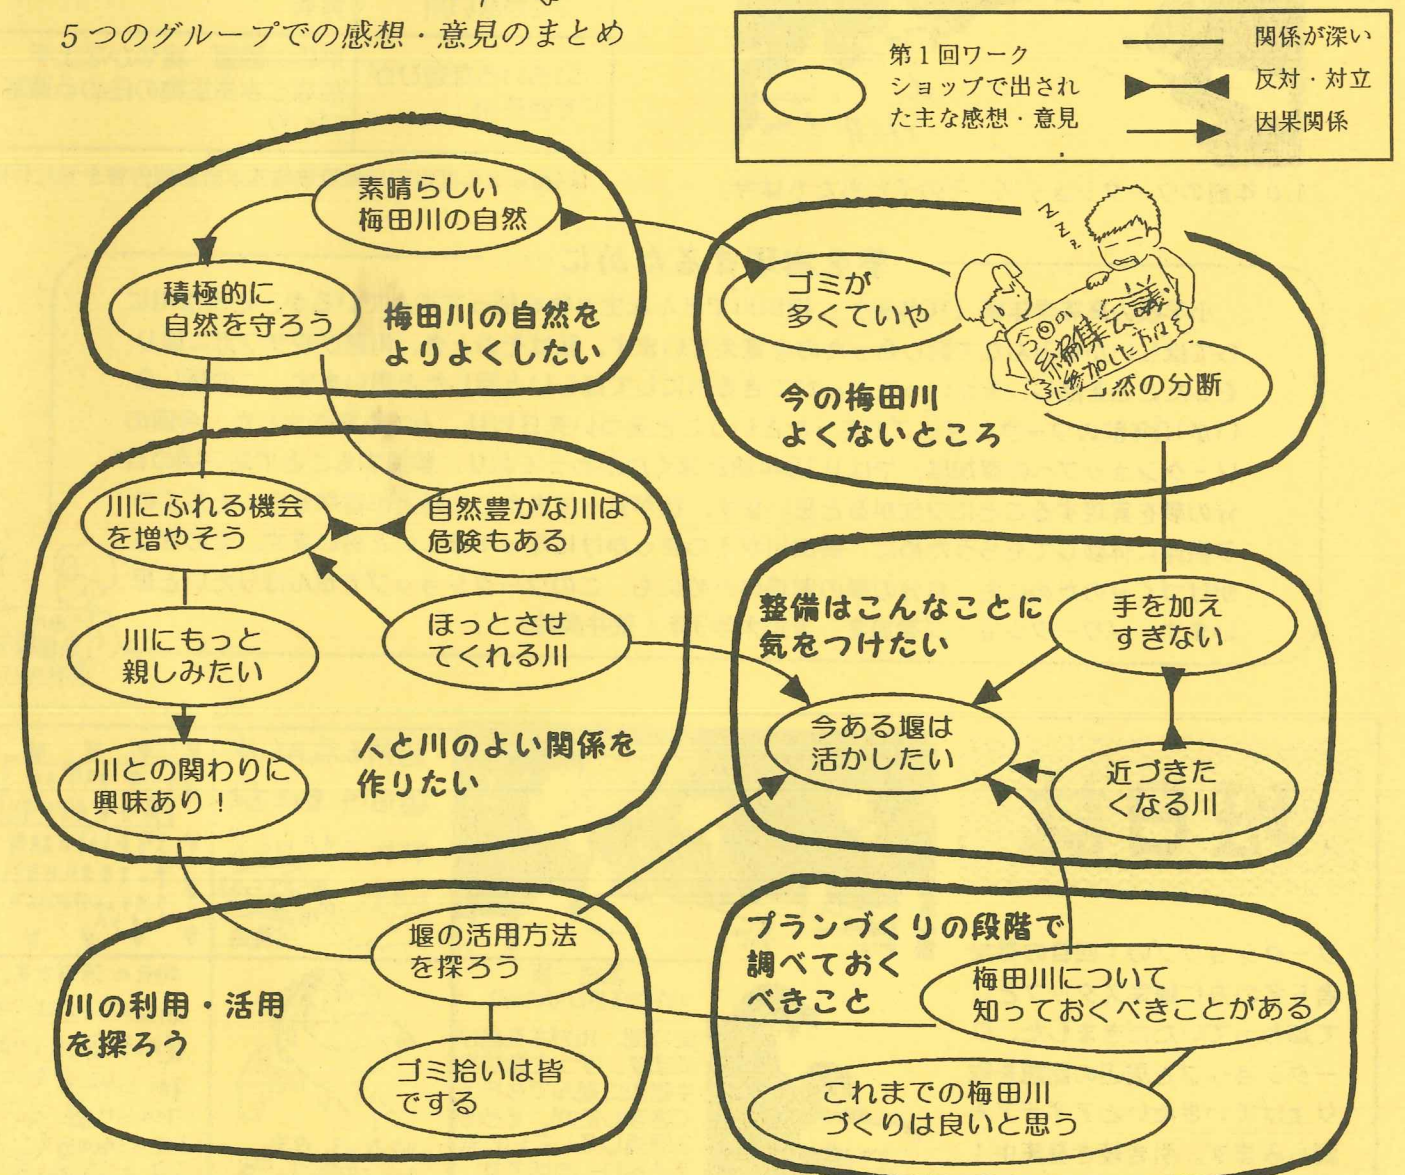 5つのグループでの感想・意見のまとめ
第1回ワーク
ショップで出され
た主な感想・意見
関係が深い
反対・対立
因果関係
素晴らしい
梅田川の自然
積極的に
自然を守ろう
梅田川の自然を
よりよくしたい
ゴミが
多くていや
zzz
今回の
編集会議
に参加した方々
然の分断
今の梅田川
よくないところ
川にふれる機会
を増やそう
自然豊かな川は
危険もある
川にもっと
親しみたい
ほっとさせ
てくれる川
川との関わりに
興味あり!
人と川のよい関係を
作りたい
整備はこんなことに
気をつけたい
手を加え
すぎない
今ある堰は
活かしたい
近づきた
くなる川
堰の活用方法
を探ろう
川の利用・活用
を探ろう
ゴミ拾いは皆
でする
プランづくりの段階で
調べておく
べきこと
梅田川について
知っておくべきことがある
これまでの梅田川
づくりは良いと思う